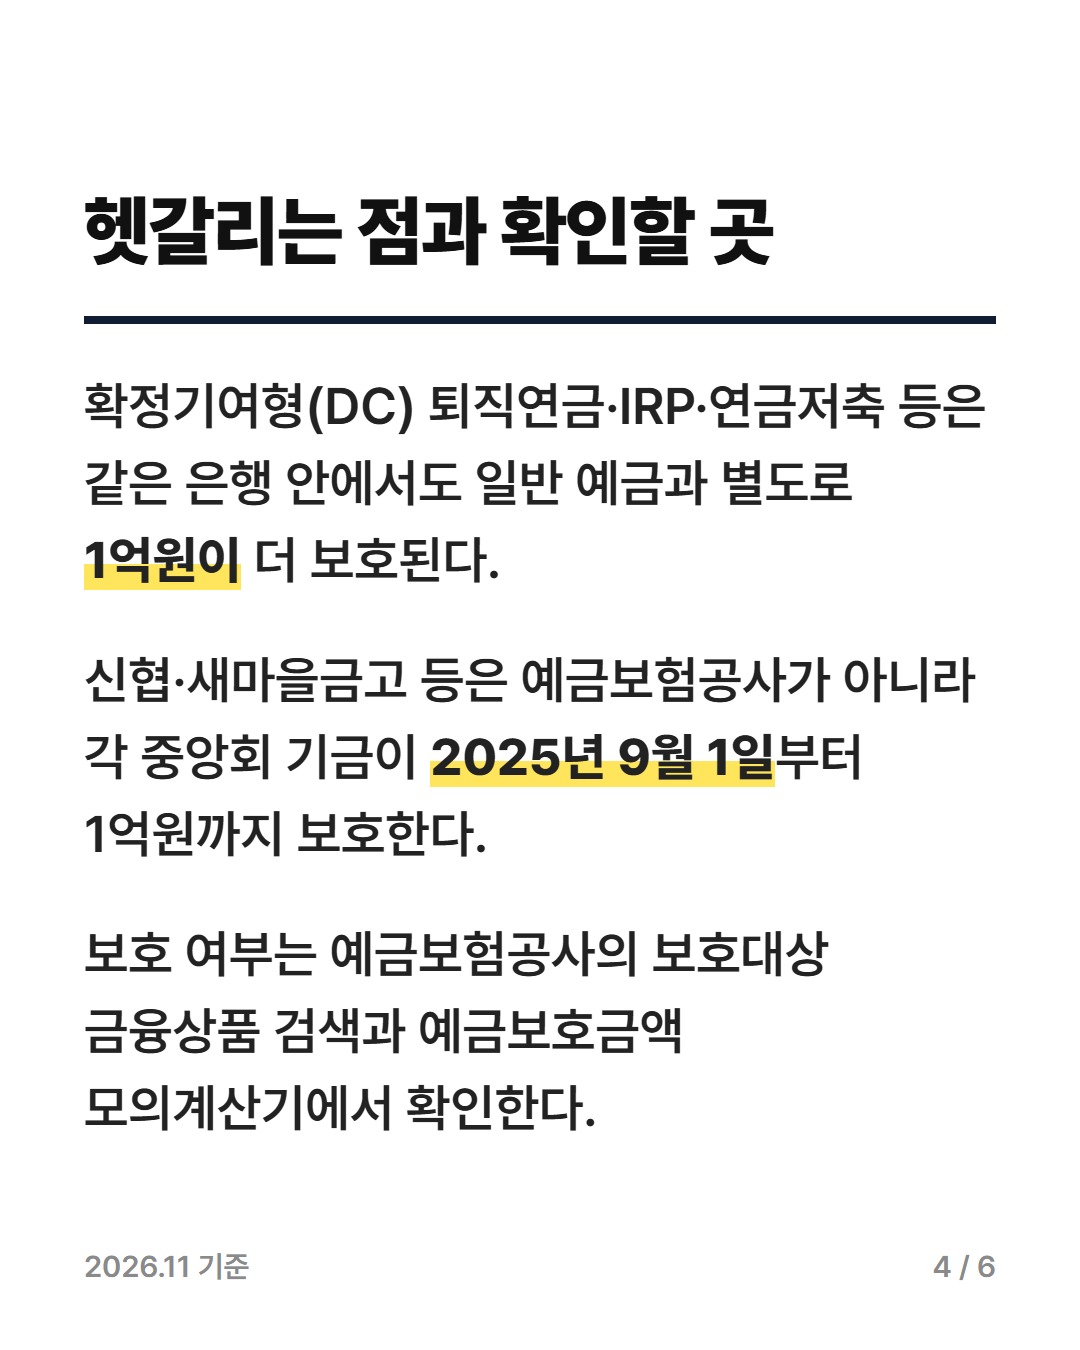 헷갈리는 점과 확인할 곳
확정기여형(DC) 퇴직연금·IRP·연금저축 등은
같은 은행 안에서도 일반 예금과 별도로
1억원이 더 보호된다.
신협·새마을금고 등은 예금보험공사가 아니라
각 중앙회 기금이 2025년 9월 1일부터
1억원까지 보호한다.
보호 여부는 예금보험공사의 보호대상
금융상품 검색과 예금보호금액
모의계산기에서 확인한다.
2026.11 기준
4 / 6